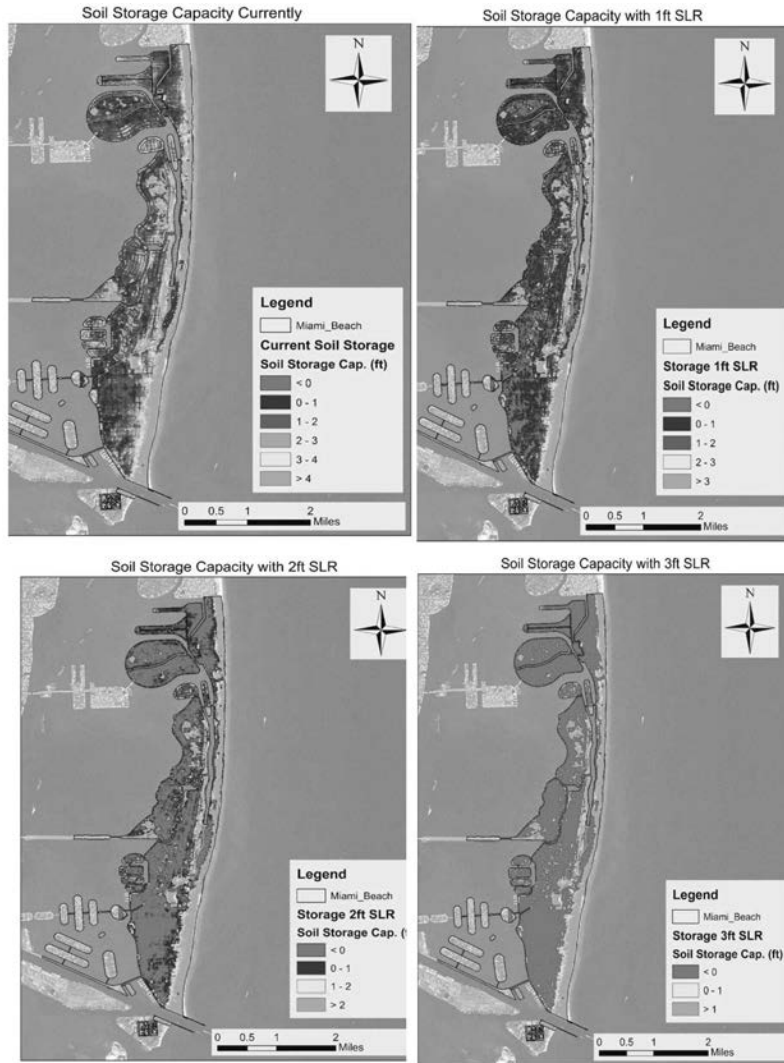 Soil Storage Capacity Currently
N
Legend
Miami_Beach
Current Soil Storage
Soil Storage Cap. (ft)
< 0
0 - 1
1 - 2
2 - 3
3 - 4
> 4
0 0.5 1 2
Miles
Soil Storage Capacity with 1ft SLR
N
Legend
Miami_Beach
Storage 1ft SLR
Soil Storage Cap. (ft)
< 0
0 - 1
1 - 2
2 - 3
> 3
0 0.5 1 2
Miles
Soil Storage Capacity with 2ft SLR
N
Legend
Miami_Beach
Storage 2ft SLR
Soil Storage Cap. (f
< 0
0 - 1
1 - 2
> 2
0 0.5 1 2
Miles
Soil Storage Capacity with 3ft SLR
N
Legend
Miami_Beach
Storage 3ft SLR
Soil Storage Cap. (ft)
< 0
0 - 1
> 1
0 0.5 1 2
Miles